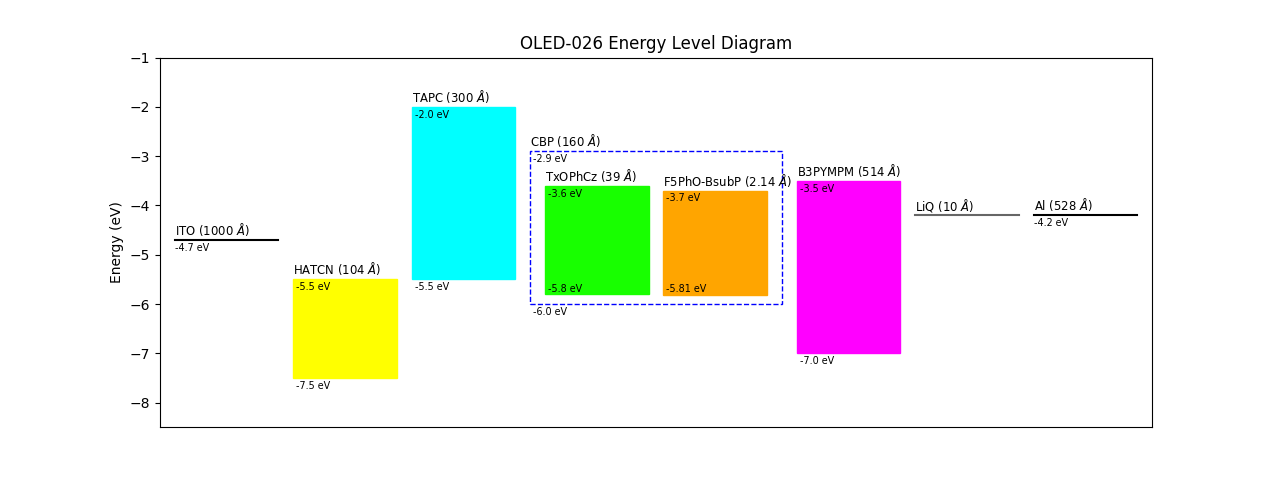 OLED-026 Energy Level Diagram
Energy (eV)
−1
−2
−3
−4
−5
−6
−7
−8
ITO (1000 Å)
-4.7 eV
HATCN (104 Å)
-5.5 eV
-7.5 eV
TAPC (300 Å)
-2.0 eV
-5.5 eV
CBP (160 Å)
-2.9 eV
-6.0 eV
TxOPhCz (39 Å)
-3.6 eV
-5.8 eV
F5PhO-BsubP (2.14 Å)
-3.7 eV
-5.81 eV
B3PYMPM (514 Å)
-3.5 eV
-7.0 eV
LiQ (10 Å)
Al (528 Å)
-4.2 eV